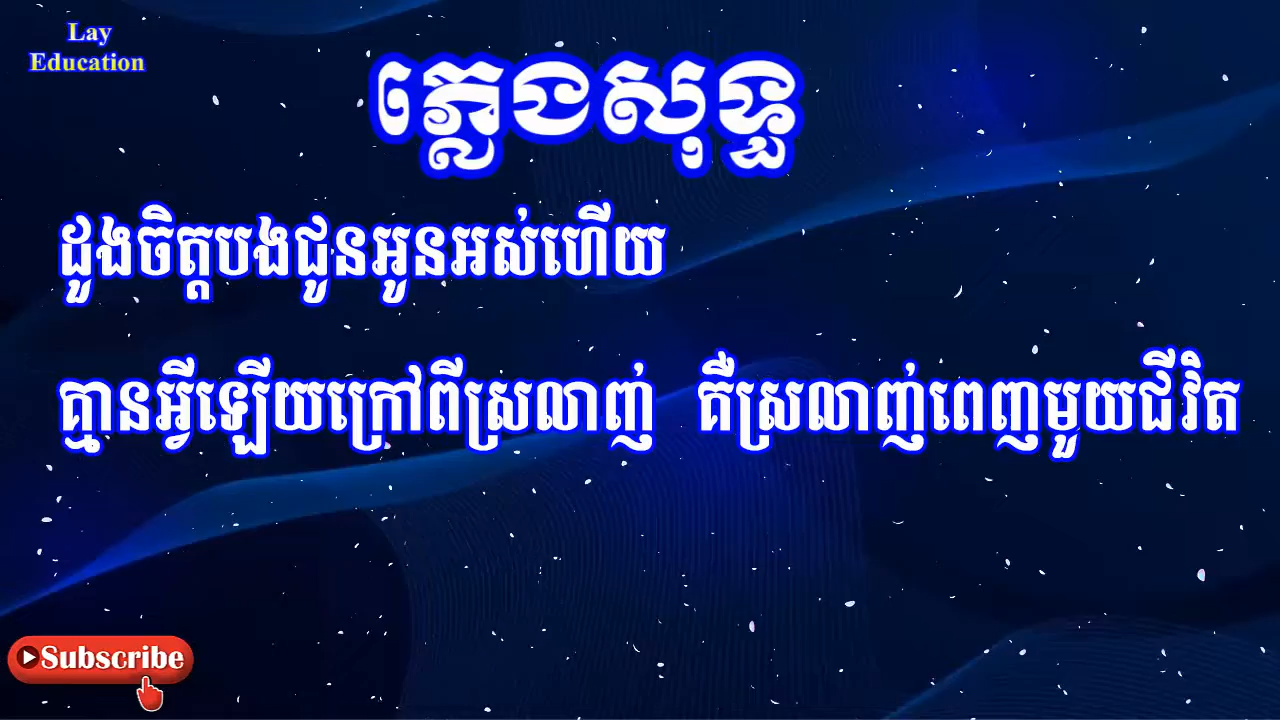 Lay
Education
ភ្លេងសុទ្ធ
ដួងចិត្តបងជូនអូនអស់ហើយ
គ្មានអ្វីឡើយក្រៅពីស្រលាញ់ គឺស្រលាញ់ពេញមួយជីវិត
Subscribe